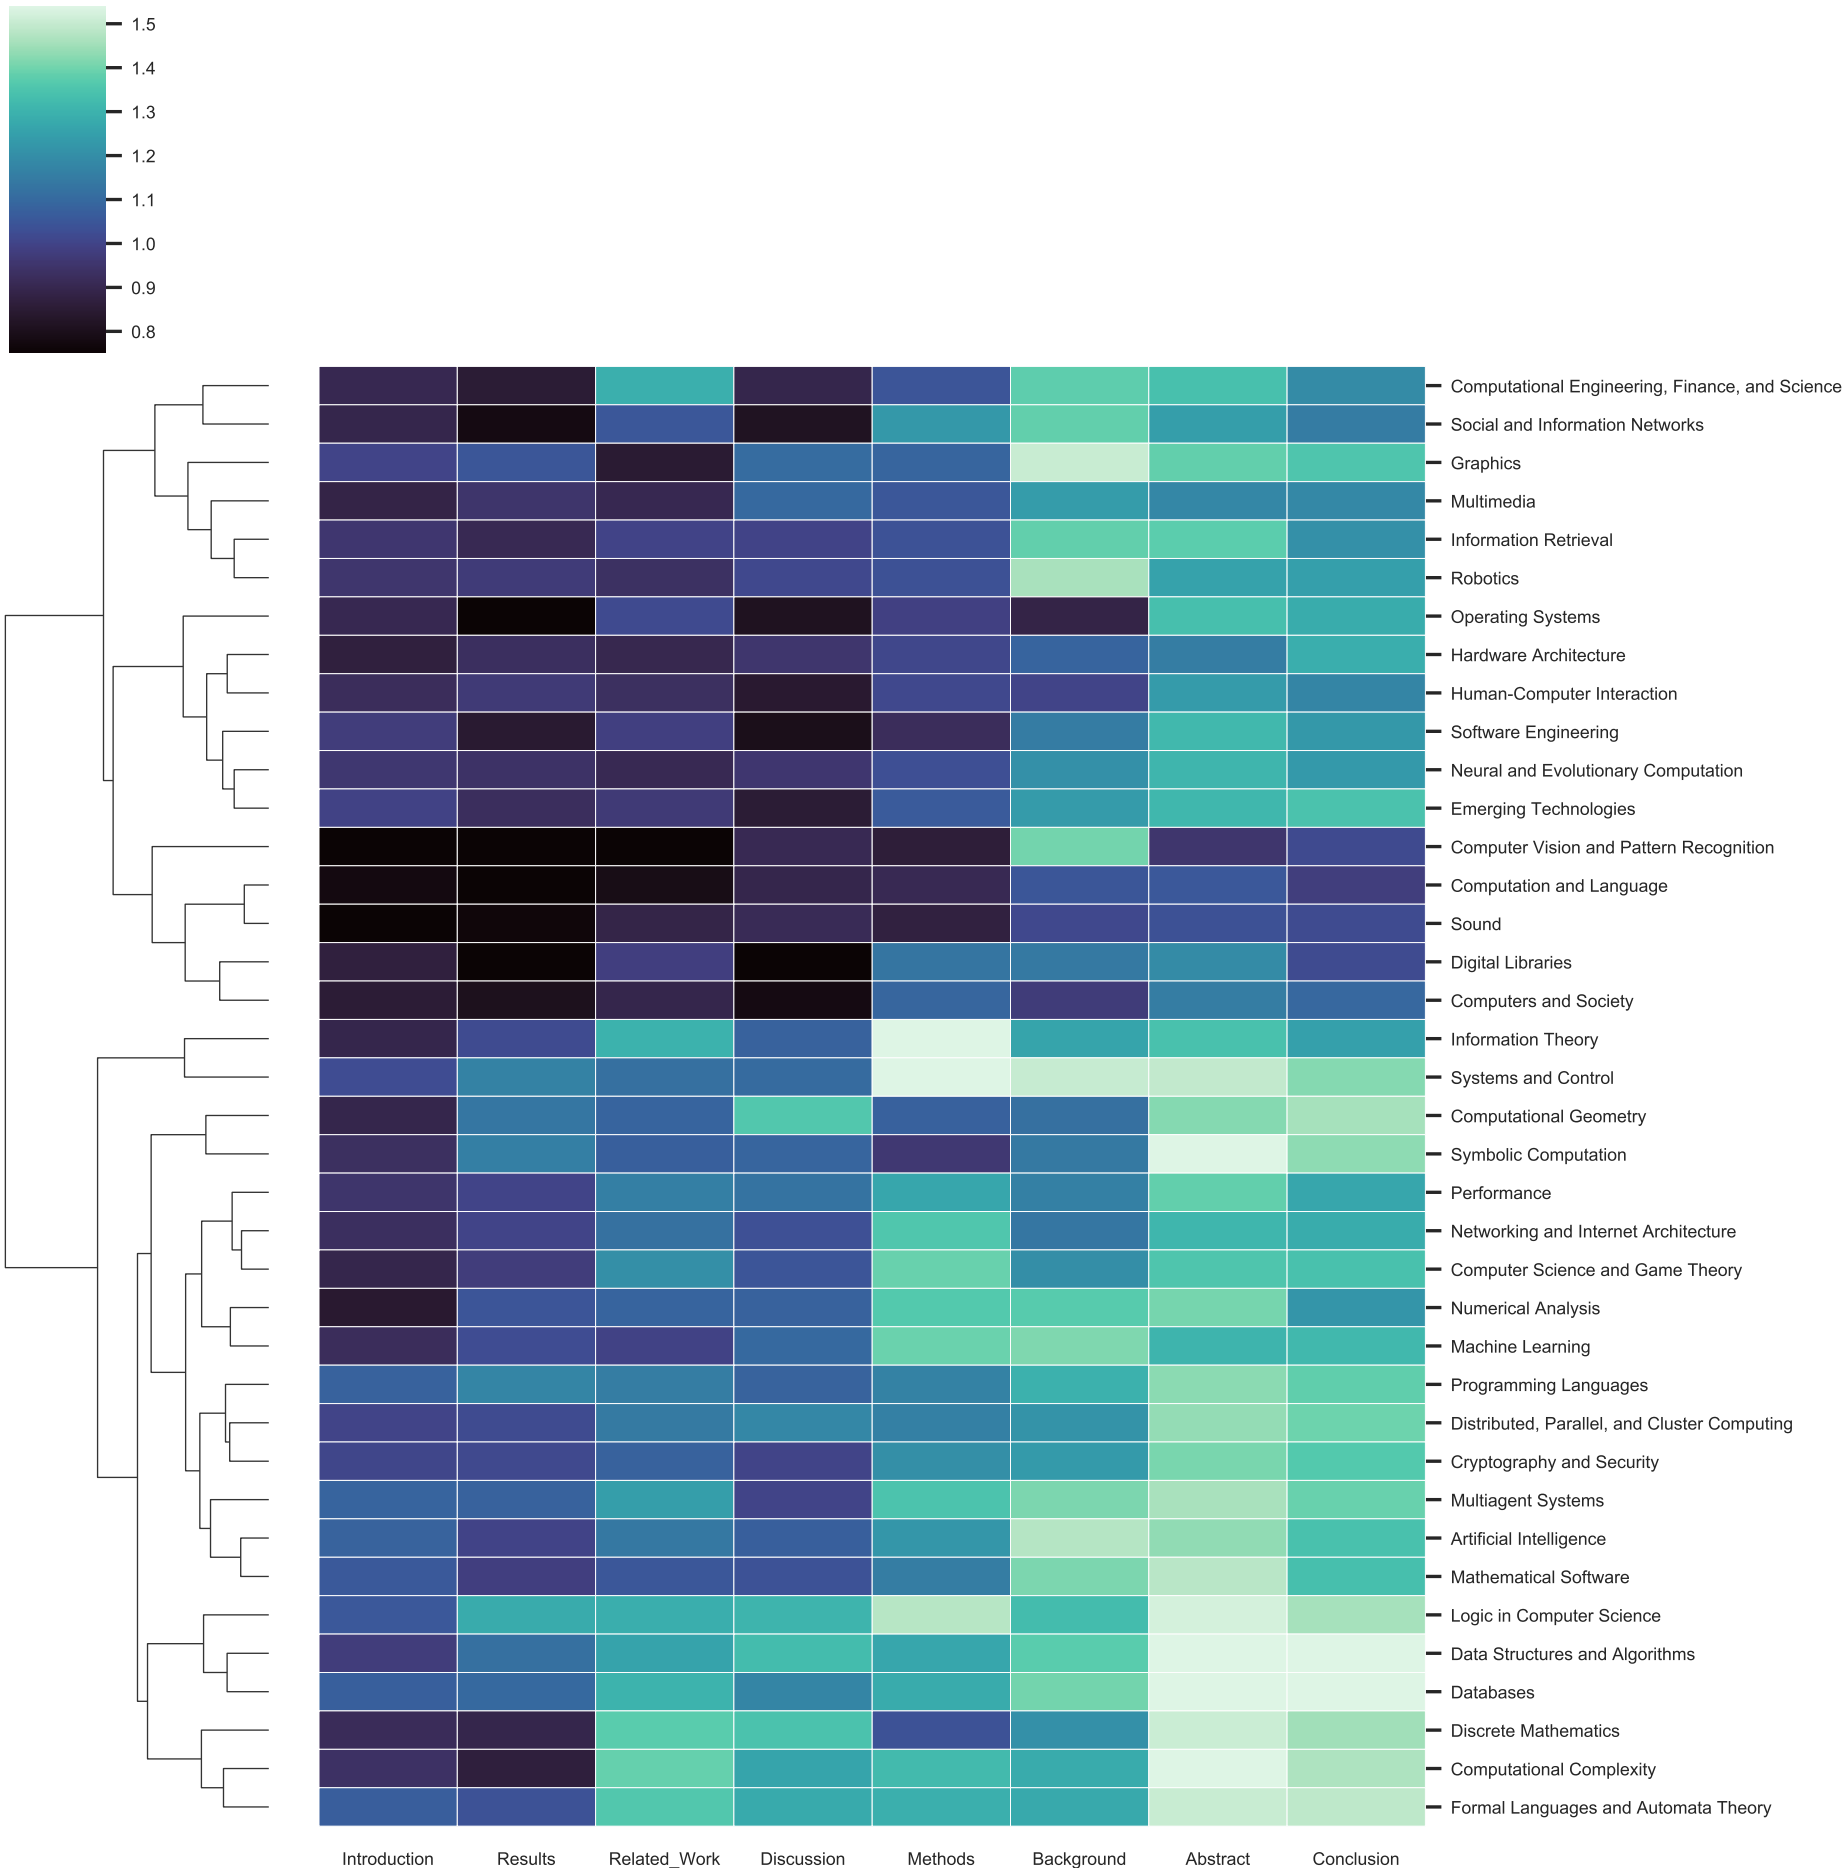 1.5
1.4
1.3
1.2
1.1
1.0
0.9
0.8
Computational Engineering, Finance, and Science
Social and Information Networks
Graphics
Multimedia
Information Retrieval
Robotics
Operating Systems
Hardware Architecture
Human-Computer Interaction
Software Engineering
Neural and Evolutionary Computation
Emerging Technologies
Computer Vision and Pattern Recognition
Computation and Language
Sound
Digital Libraries
Computers and Society
Information Theory
Systems and Control
Computational Geometry
Symbolic Computation
Performance
Networking and Internet Architecture
Computer Science and Game Theory
Numerical Analysis
Machine Learning
Programming Languages
Distributed, Parallel, and Cluster Computing
Cryptography and Security
Multiagent Systems
Artificial Intelligence
Mathematical Software
Logic in Computer Science
Data Structures and Algorithms
Databases
Discrete Mathematics
Computational Complexity
Formal Languages and Automata Theory
Introduction Results Related_Work Discussion Methods Background Abstract Conclusion